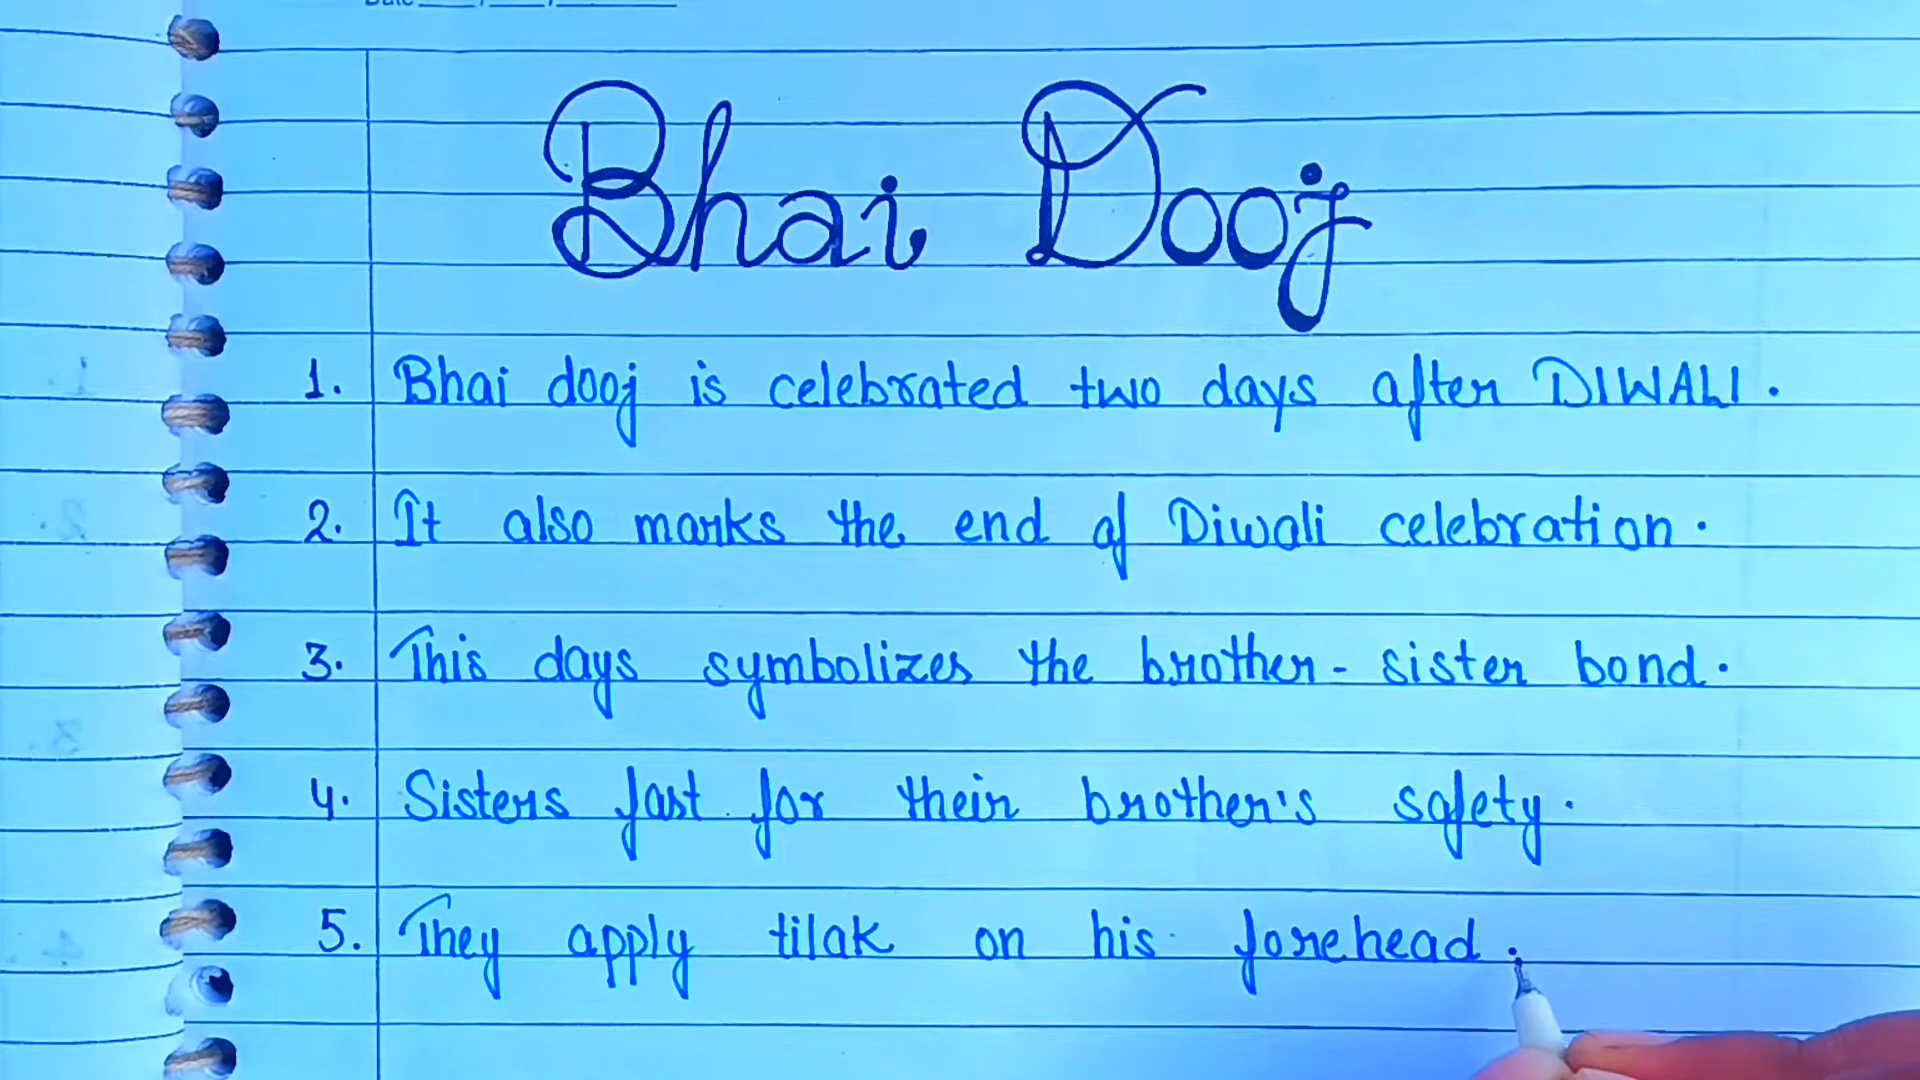 Date
Bhai Dooj
1. Bhai dooj is celebrated two days after DIWALI.
2. It also marks the end of Diwali celebration.
3. This days symbolizes the brother-sister bond.
4. Sisters fast for their brother's safety.
5. They apply tilak on his forehead.